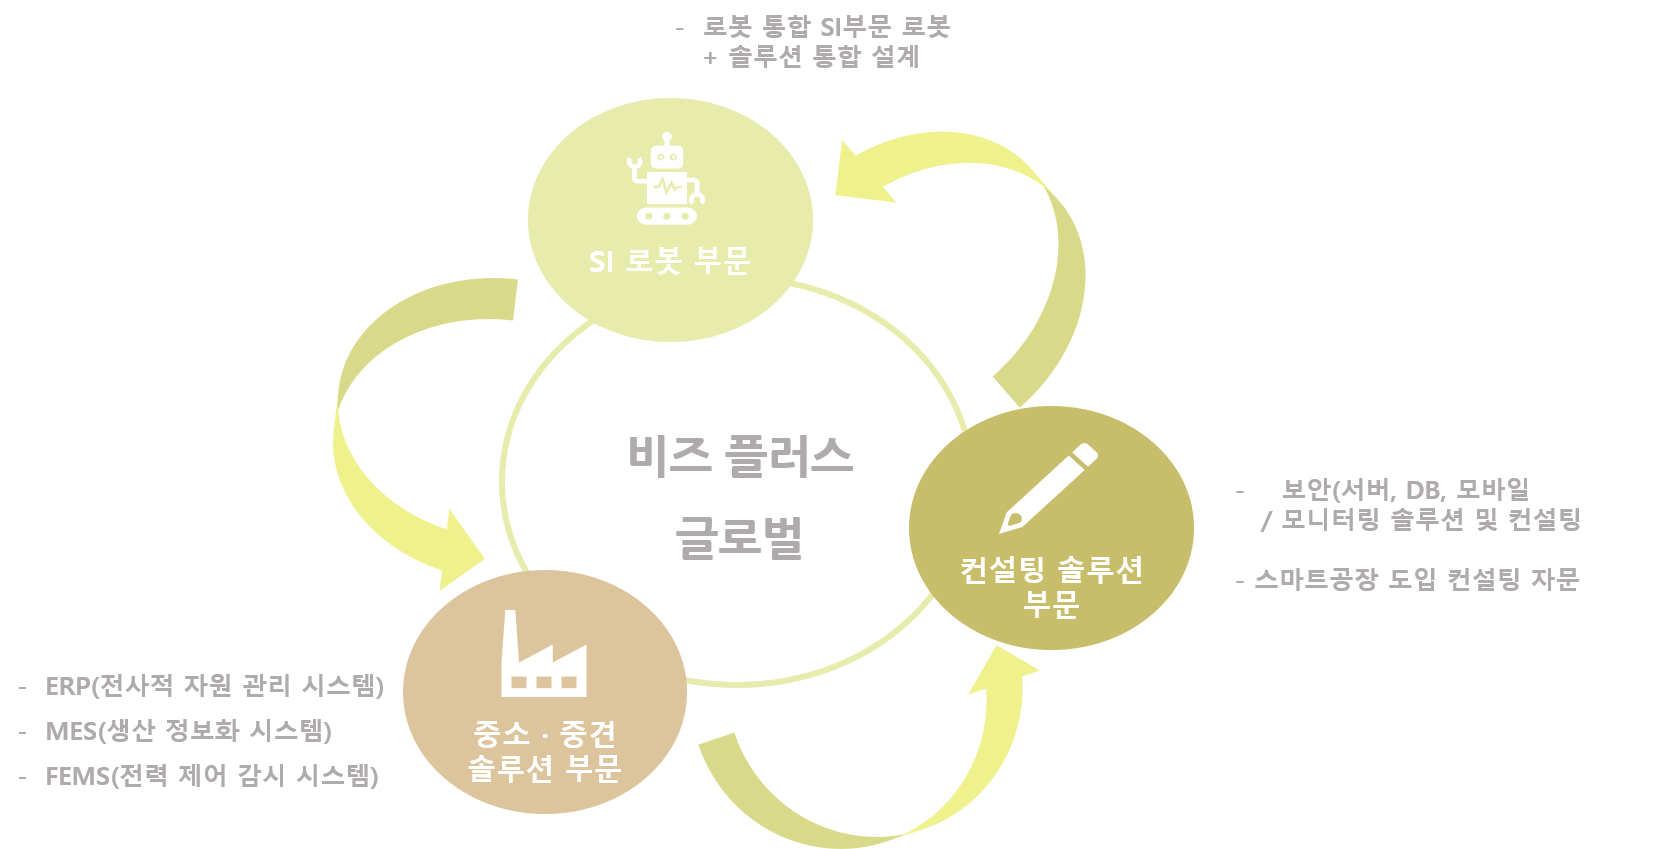 - 로봇 통합 SI부문 로봇
+ 솔루션 통합 설계
SI 로봇 부문
비즈 플러스
글로벌
컨설팅 솔루션
부문
- 보안(서버, DB, 모바일
/ 모니터링 솔루션 및 컨설팅
- 스마트공장 도입 컨설팅 자문
중소 · 중견
솔루션 부문
- ERP(전사적 자원 관리 시스템)
- MES(생산 정보화 시스템)
- FEMS(전력 제어 감시 시스템)